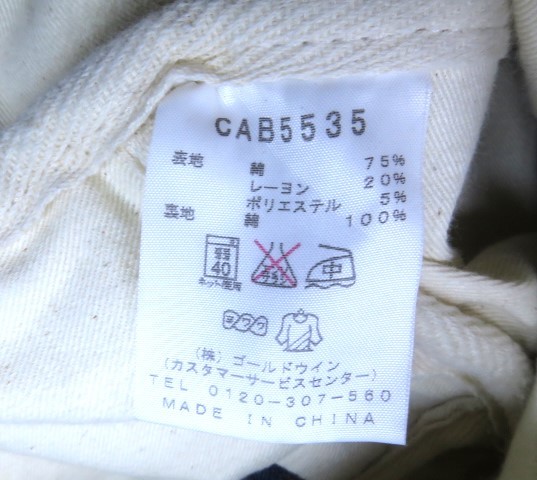 CAB5535
表地 綿 75%
レーヨン 20%
ポリエステル 5%
裏地 綿 100%
40
ネット使用
中
(株) ゴールドウイン
(カスタマーサービスセンター)
TEL 0120-307-560
MADE IN CHINA